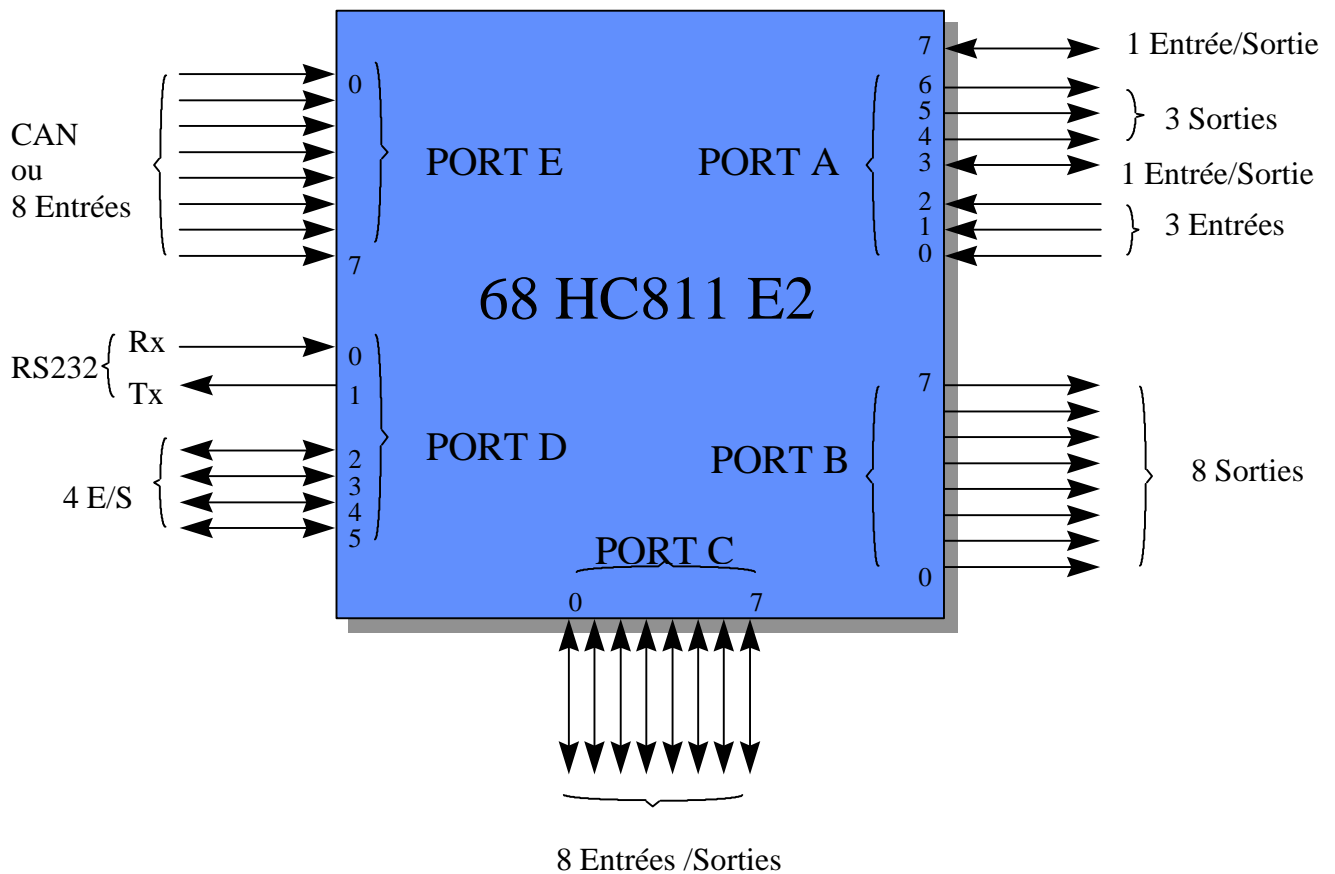 CAN
ou
8 Entrées
0
7
PORT E
RS232
Rx
Tx
0
1
4 E/S
2
3
4
5
PORT D
68 HC811 E2
PORT A
7
6
5
4
3
2
1
0
1 Entrée/Sortie
3 Sorties
1 Entrée/Sortie
3 Entrées
PORT B
7
0
8 Sorties
PORT C
0
7
8 Entrées /Sorties